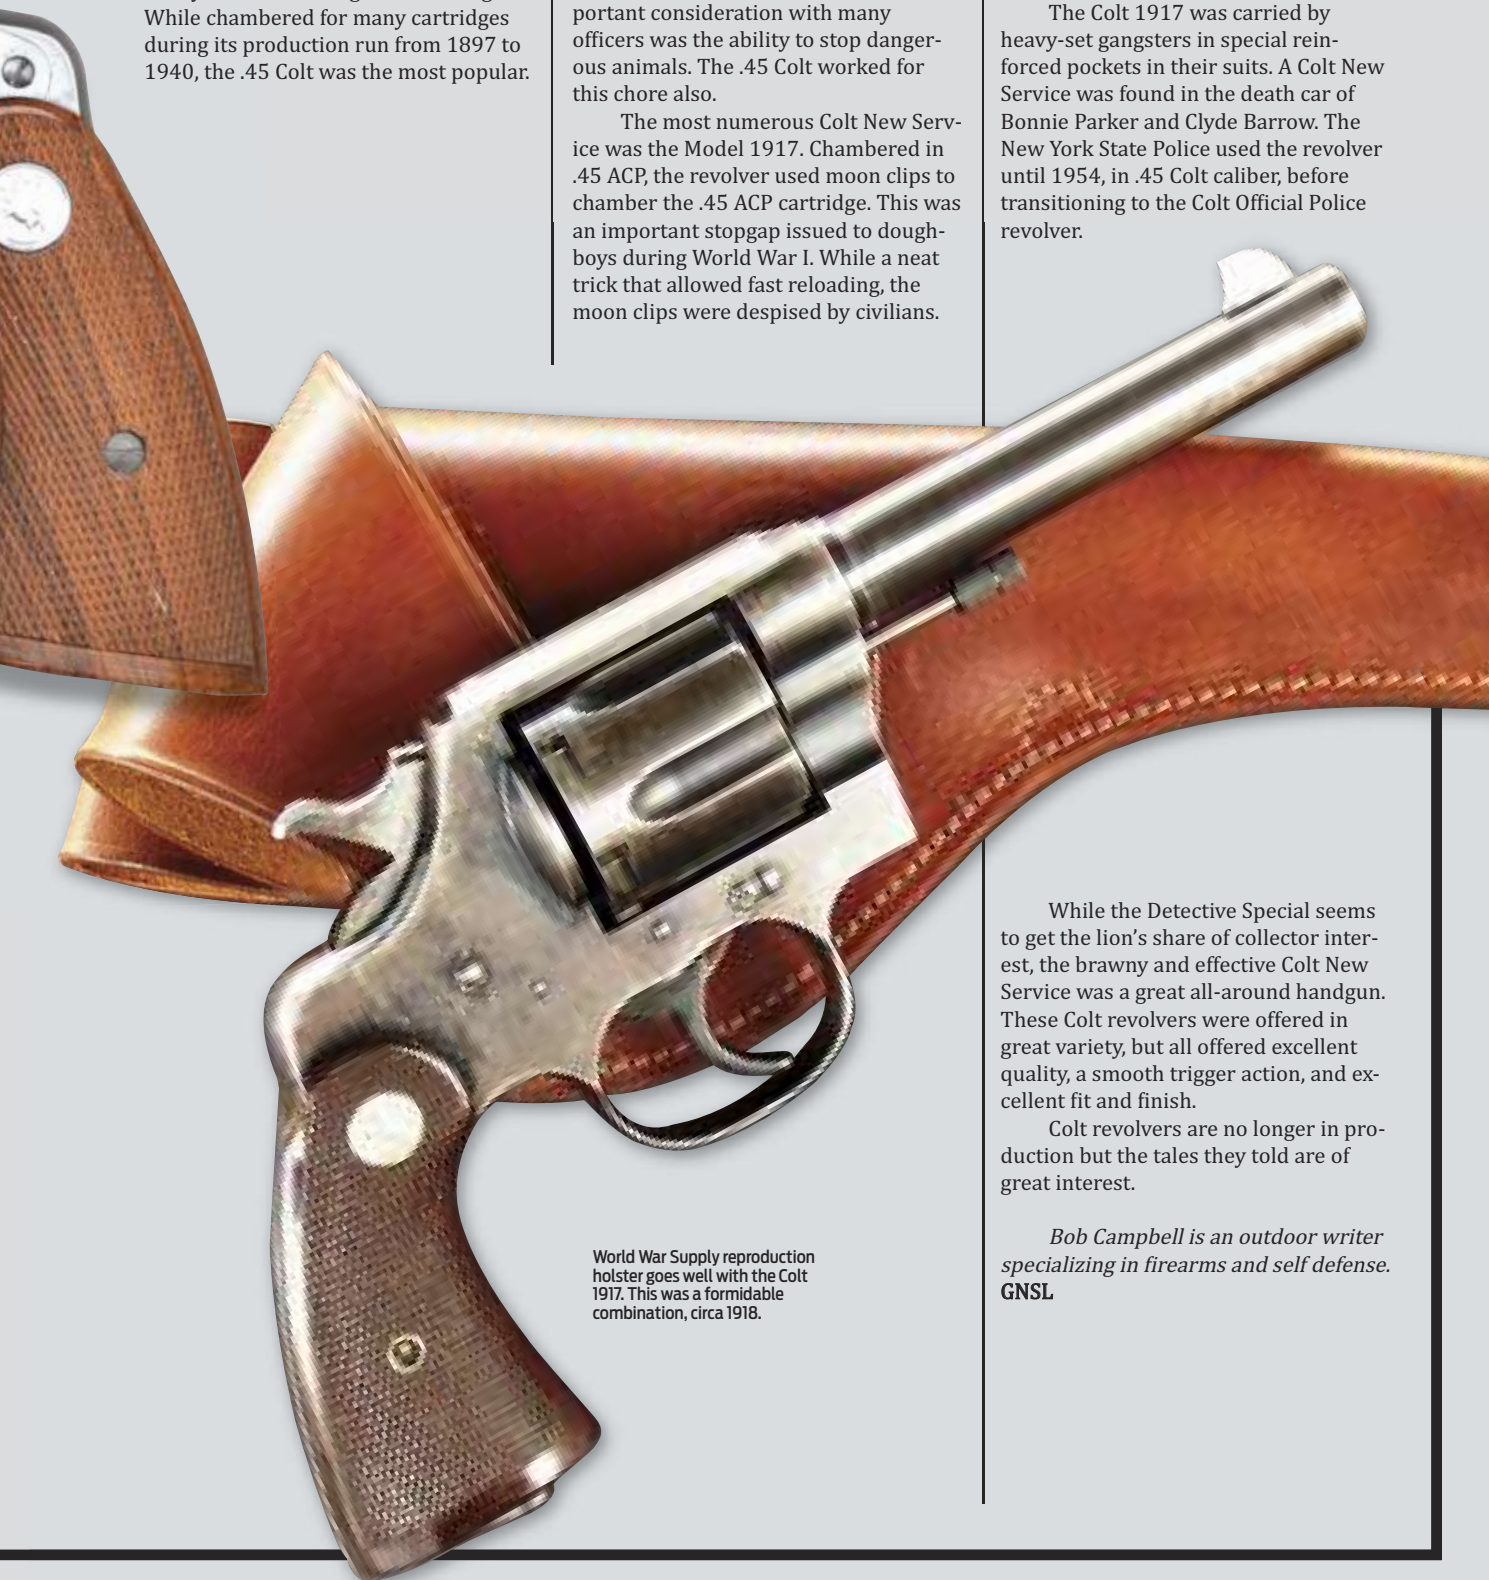 While chambered for many cartridges
during its production run from 1897 to
1940, the .45 Colt was the most popular.
portant consideration with many
officers was the ability to stop danger-
ous animals. The .45 Colt worked for
this chore also.
The most numerous Colt New Serv-
ice was the Model 1917. Chambered in
.45 ACP, the revolver used moon clips to
chamber the .45 ACP cartridge. This was
an important stopgap issued to dough-
boys during World War I. While a neat
trick that allowed fast reloading, the
moon clips were despised by civilians.
The Colt 1917 was carried by
heavy-set gangsters in special rein-
forced pockets in their suits. A Colt New
Service was found in the death car of
Bonnie Parker and Clyde Barrow. The
New York State Police used the revolver
until 1954, in .45 Colt caliber, before
transitioning to the Colt Official Police
revolver.
While the Detective Special seems
to get the lion's share of collector inter-
est, the brawny and effective Colt New
Service was a great all-around handgun.
These Colt revolvers were offered in
great variety, but all offered excellent
quality, a smooth trigger action, and ex-
cellent fit and finish.
Colt revolvers are no longer in pro-
duction but the tales they told are of
great interest.
Bob Campbell is an outdoor writer
specializing in firearms and self defense.
GNSL
World War Supply reproduction
holster goes well with the Colt
1917. This was a formidable
combination, circa 1918.